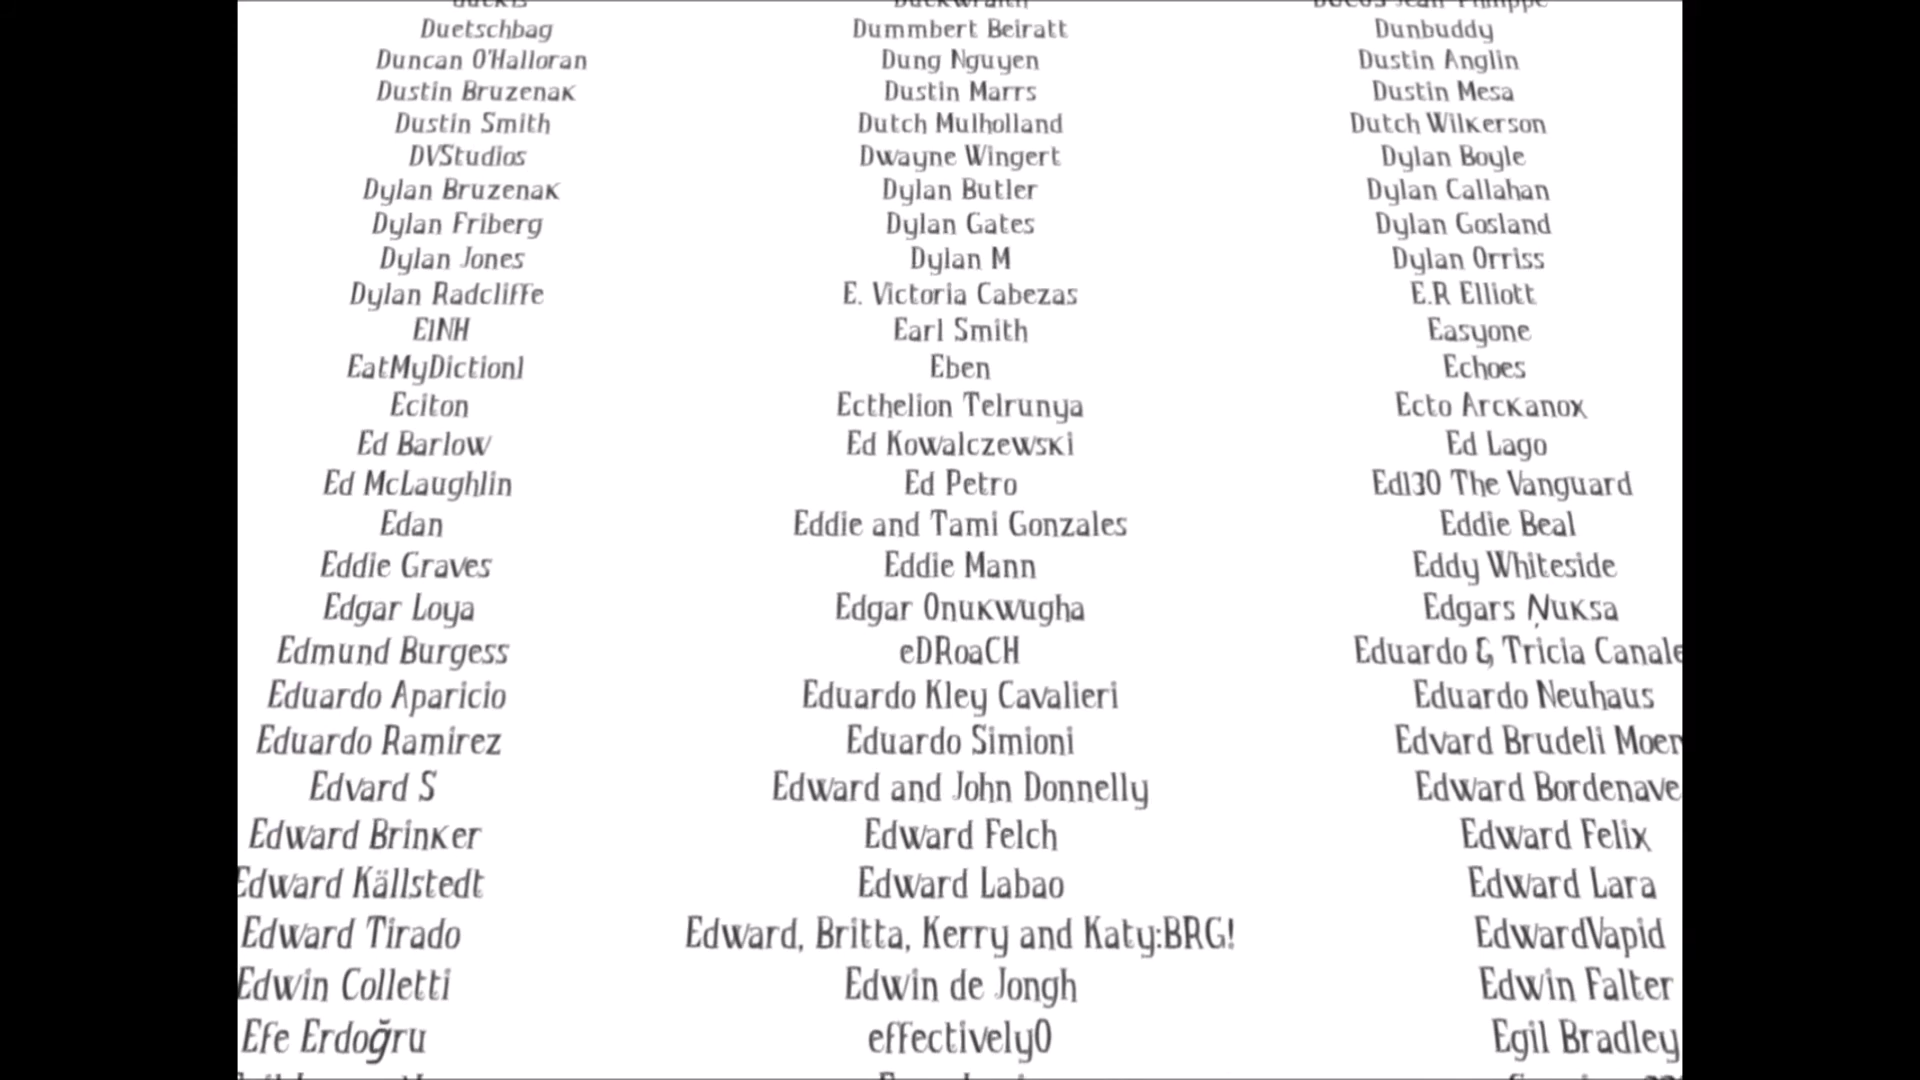 Duetschbag Dummbert Beiratt Dunbuddy
Duncan O'Halloran Dung Nguyen Dustin Anglin
Dustin Bruzenak Dustin Marrs Dustin Mesa
Dustin Smith Dutch Mulholland Dutch Wilkerson
DVStudios Dwayne Wingert Dylan Boyle
Dylan Bruzenak Dylan Butler Dylan Callahan
Dylan Friberg Dylan Gates Dylan Gosland
Dylan Jones Dylan M Dylan Orriss
Dylan Radcliffe E. Victoria Cabezas E.R Elliott
E1NH Earl Smith Easyone
EatMyDiction1 Eben Echoes
Eciton Ecthelion Telrunya Ecto Arckanox
Ed Barlow Ed Kowalczewski Ed Lago
Ed McLaughlin Ed Petro Ed130 The Vanguard
Edan Eddie and Tami Gonzales Eddie Beal
Eddie Graves Eddie Mann Eddy Whiteside
Edgar Loya Edgar Onukwugha Edgars Ņuksa
Edmund Burgess eDRoaCH Eduardo & Tricia Canale
Eduardo Aparicio Eduardo Kley Cavalieri Eduardo Neuhaus
Eduardo Ramirez Eduardo Simioni Edvard Brudeli Moen
Edvard S Edward and John Donnelly Edward Bordenave
Edward Brinker Edward Felch Edward Felix
Edward Källstedt Edward Labao Edward Lara
Edward Tirado Edward, Britta, Kerry and Katy:BRG! EdwardVapid
Edwin Colletti Edwin de Jongh Edwin Falter
Efe Erdoğru effectively0 Egil Bradley